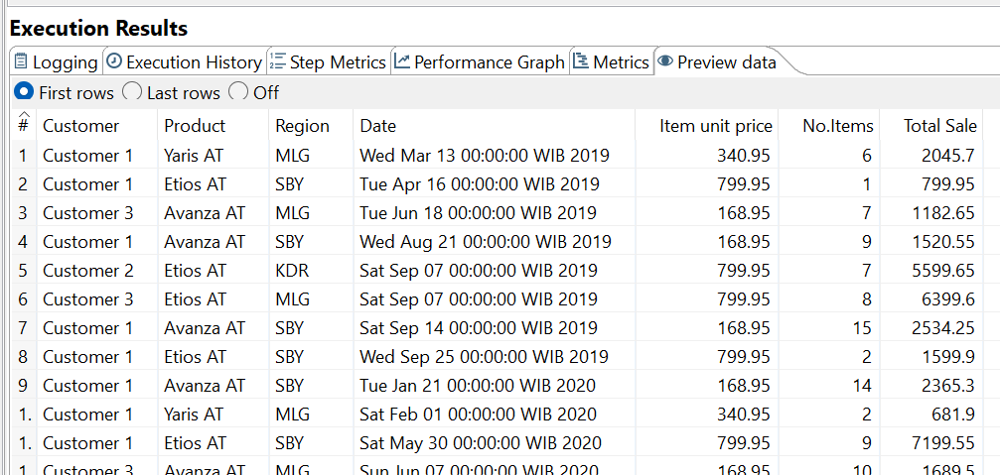 Execution Results
Logging Execution History Step Metrics Performance Graph Metrics Preview data
First rows Last rows Off
# Customer Product Region Date Item unit price No.Items Total Sale
1 Customer 1 Yaris AT MLG Wed Mar 13 00:00:00 WIB 2019 340.95 6 2045.7
2 Customer 1 Etios AT SBY Tue Apr 16 00:00:00 WIB 2019 799.95 1 799.95
3 Customer 3 Avanza AT MLG Tue Jun 18 00:00:00 WIB 2019 168.95 7 1182.65
4 Customer 1 Avanza AT SBY Wed Aug 21 00:00:00 WIB 2019 168.95 9 1520.55
5 Customer 2 Etios AT KDR Sat Sep 07 00:00:00 WIB 2019 799.95 7 5599.65
6 Customer 3 Etios AT MLG Sat Sep 07 00:00:00 WIB 2019 799.95 8 6399.6
7 Customer 1 Avanza AT SBY Sat Sep 14 00:00:00 WIB 2019 168.95 15 2534.25
8 Customer 1 Etios AT SBY Wed Sep 25 00:00:00 WIB 2019 799.95 2 1599.9
9 Customer 1 Avanza AT SBY Tue Jan 21 00:00:00 WIB 2020 168.95 14 2365.3
1. Customer 1 Yaris AT MLG Sat Feb 01 00:00:00 WIB 2020 340.95 2 681.9
1. Customer 1 Etios AT SBY Sat May 30 00:00:00 WIB 2020 799.95 9 7199.55
1. Customer 3 Avanza AT MLG Sun Jun 07 00:00:00 WIB 2020 168.95 10 1689.5